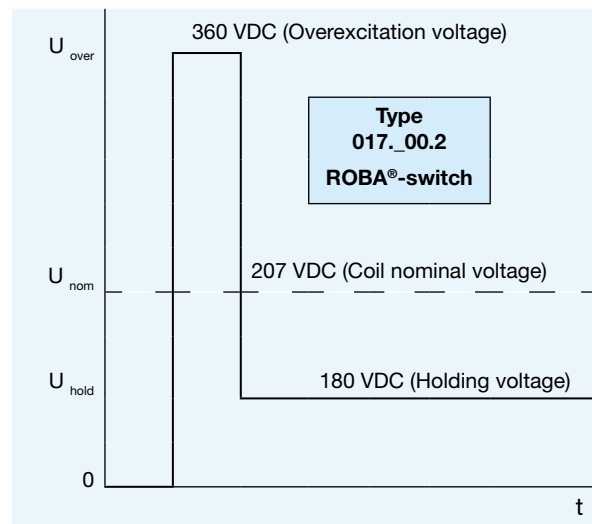 360 VDC (Overexcitation voltage)
U over
Type
017._00.2
ROBA®-switch
207 VDC (Coil nominal voltage)
U nom
180 VDC (Holding voltage)
U hold
0
t